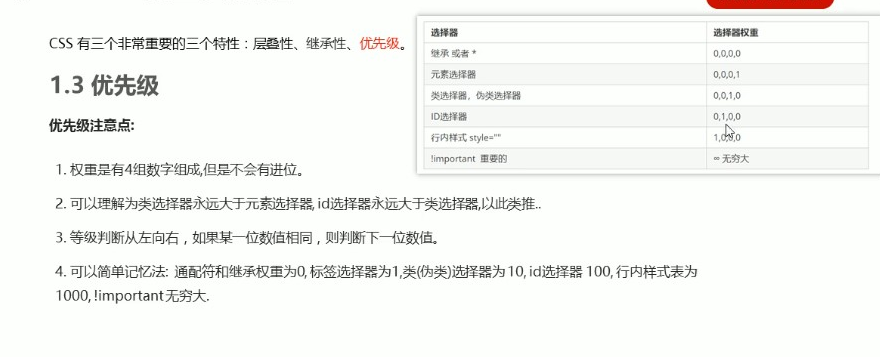 CSS 有三个非常重要的三个特性：层叠性、继承性、优先级。
1.3 优先级
优先级注意点:
1. 权重是有4组数字组成,但是不会有进位。
2. 可以理解为类选择器永远大于元素选择器, id选择器永远大于类选择器,以此类推..
3. 等级判断从左向右，如果某一位数值相同，则判断下一位数值。
4. 可以简单记忆法: 通配符和继承权重为0, 标签选择器为1,类(伪类)选择器为 10, id选择器 100, 行内样式表为
1000, !important 无穷大.
选择器 选择器权重
继承 或者 * 0,0,0,0
元素选择器 0,0,0,1
类选择器，伪类选择器 0,0,1,0
ID选择器 0,1,0,0
行内样式 style="" 1,0,0,0
!important 重要的 ∞ 无穷大